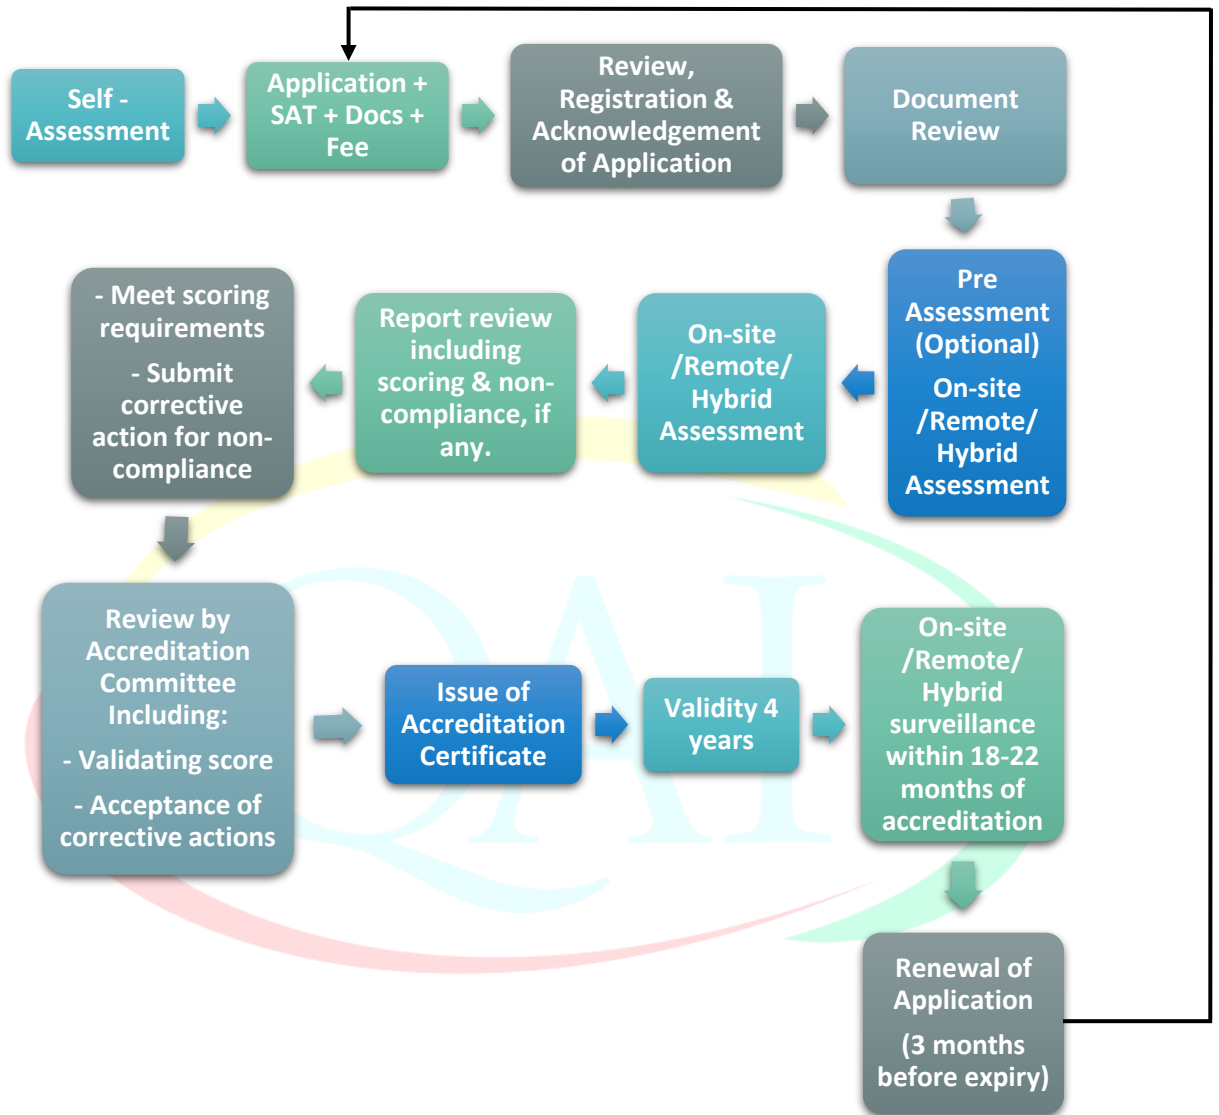 Self -
Assessment
Application +
SAT + Docs +
Fee
Review,
Registration &
Acknowledgement
of Application
Document
Review
Pre
Assessment
(Optional)
On-site
/Remote/
Hybrid
Assessment
On-site
/Remote/
Hybrid
Assessment
Report review
including
scoring & non-
compliance, if
any.
- Meet scoring
requirements
- Submit
corrective
action for non-
compliance
Review by
Accreditation
Committee
Including:
- Validating score
- Acceptance of
corrective actions
Issue of
Accreditation
Certificate
Validity 4
years
On-site
/Remote/
Hybrid
surveillance
within 18-22
months of
accreditation
Renewal of
Application
(3 months
before expiry)
QAI